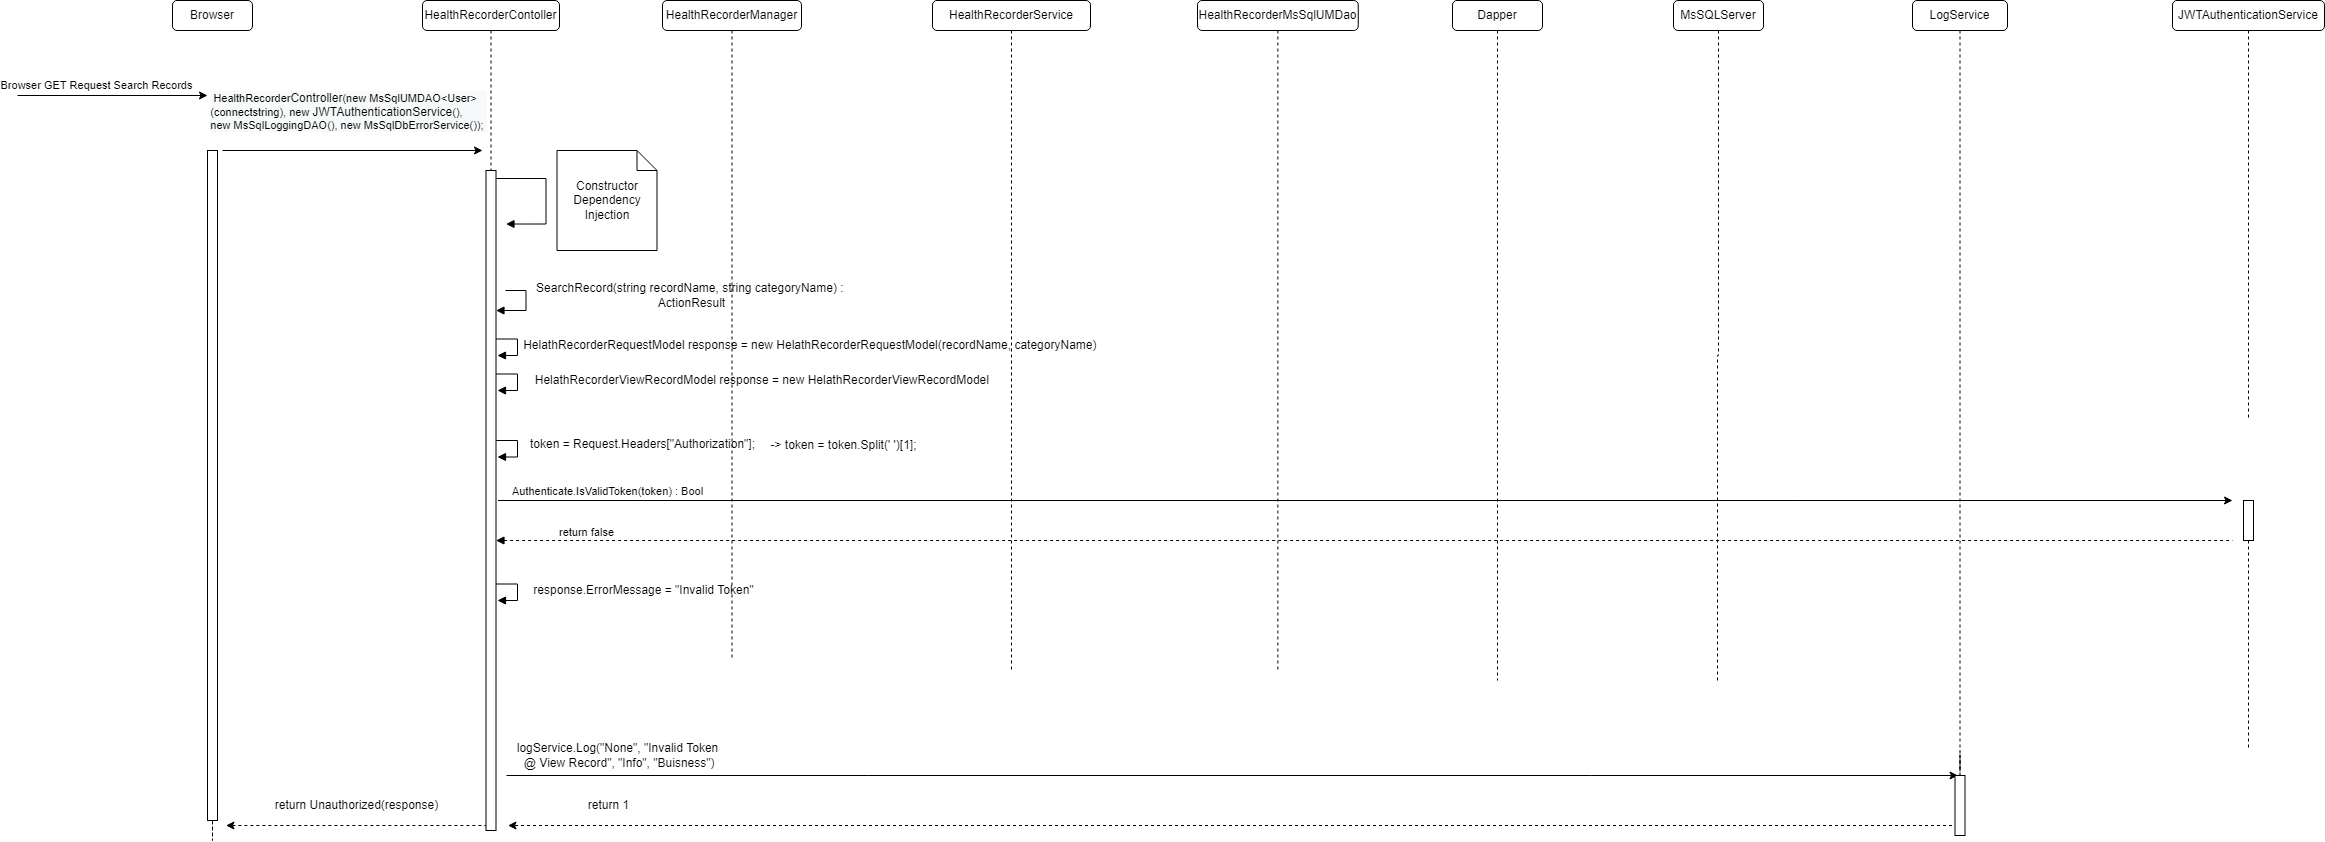 Browser
HealthRecorderContoller
HealthRecorderManager
HealthRecorderService
HealthRecorderMsSqlUMDao
Dapper
MsSQLServer
LogService
JWTAuthenticationService
Browser GET Request Search Records
HealthRecorderController(new MsSqlUMDAO<User>
(connectstring), new JWTAuthenticationService(),
new MsSqlLoggingDAO(), new MsSqlDbErrorService());
Constructor
Dependency
Injection
SearchRecord(string recordName, string categoryName) :
ActionResult
HelathRecorderRequestModel response = new HelathRecorderRequestModel(recordName, categoryName)
HelathRecorderViewRecordModel response = new HelathRecorderViewRecordModel
token = Request.Headers["Authorization"]; -> token = token.Split(' ')[1];
Authenticate.IsValidToken(token) : Bool
return false
response.ErrorMessage = "Invalid Token"
logService.Log("None", "Invalid Token
@ View Record", "Info", "Buisness")
return Unauthorized(response)
return 1